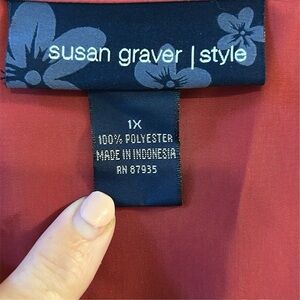 susan graver | style
1X
100% POLYESTER
MADE IN INDONESIA
RN 87935